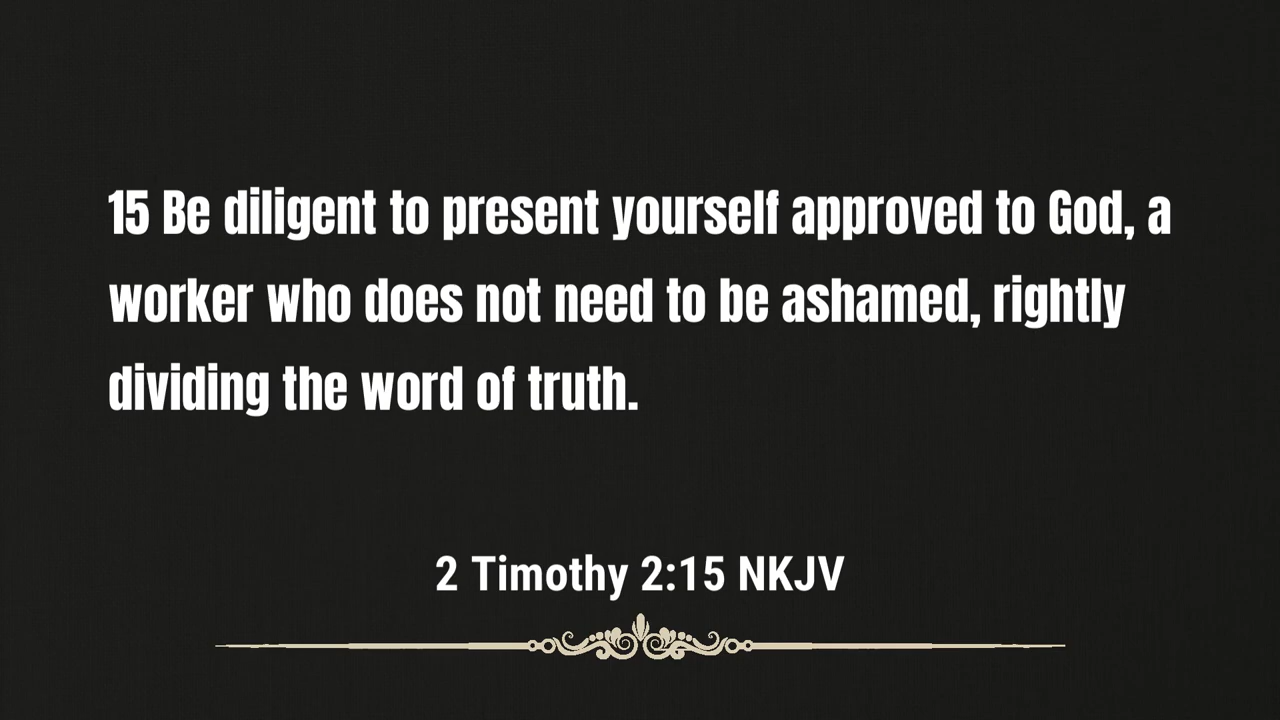 15 Be diligent to present yourself approved to God, a
worker who does not need to be ashamed, rightly
dividing the word of truth.
2 Timothy 2:15 NKJV